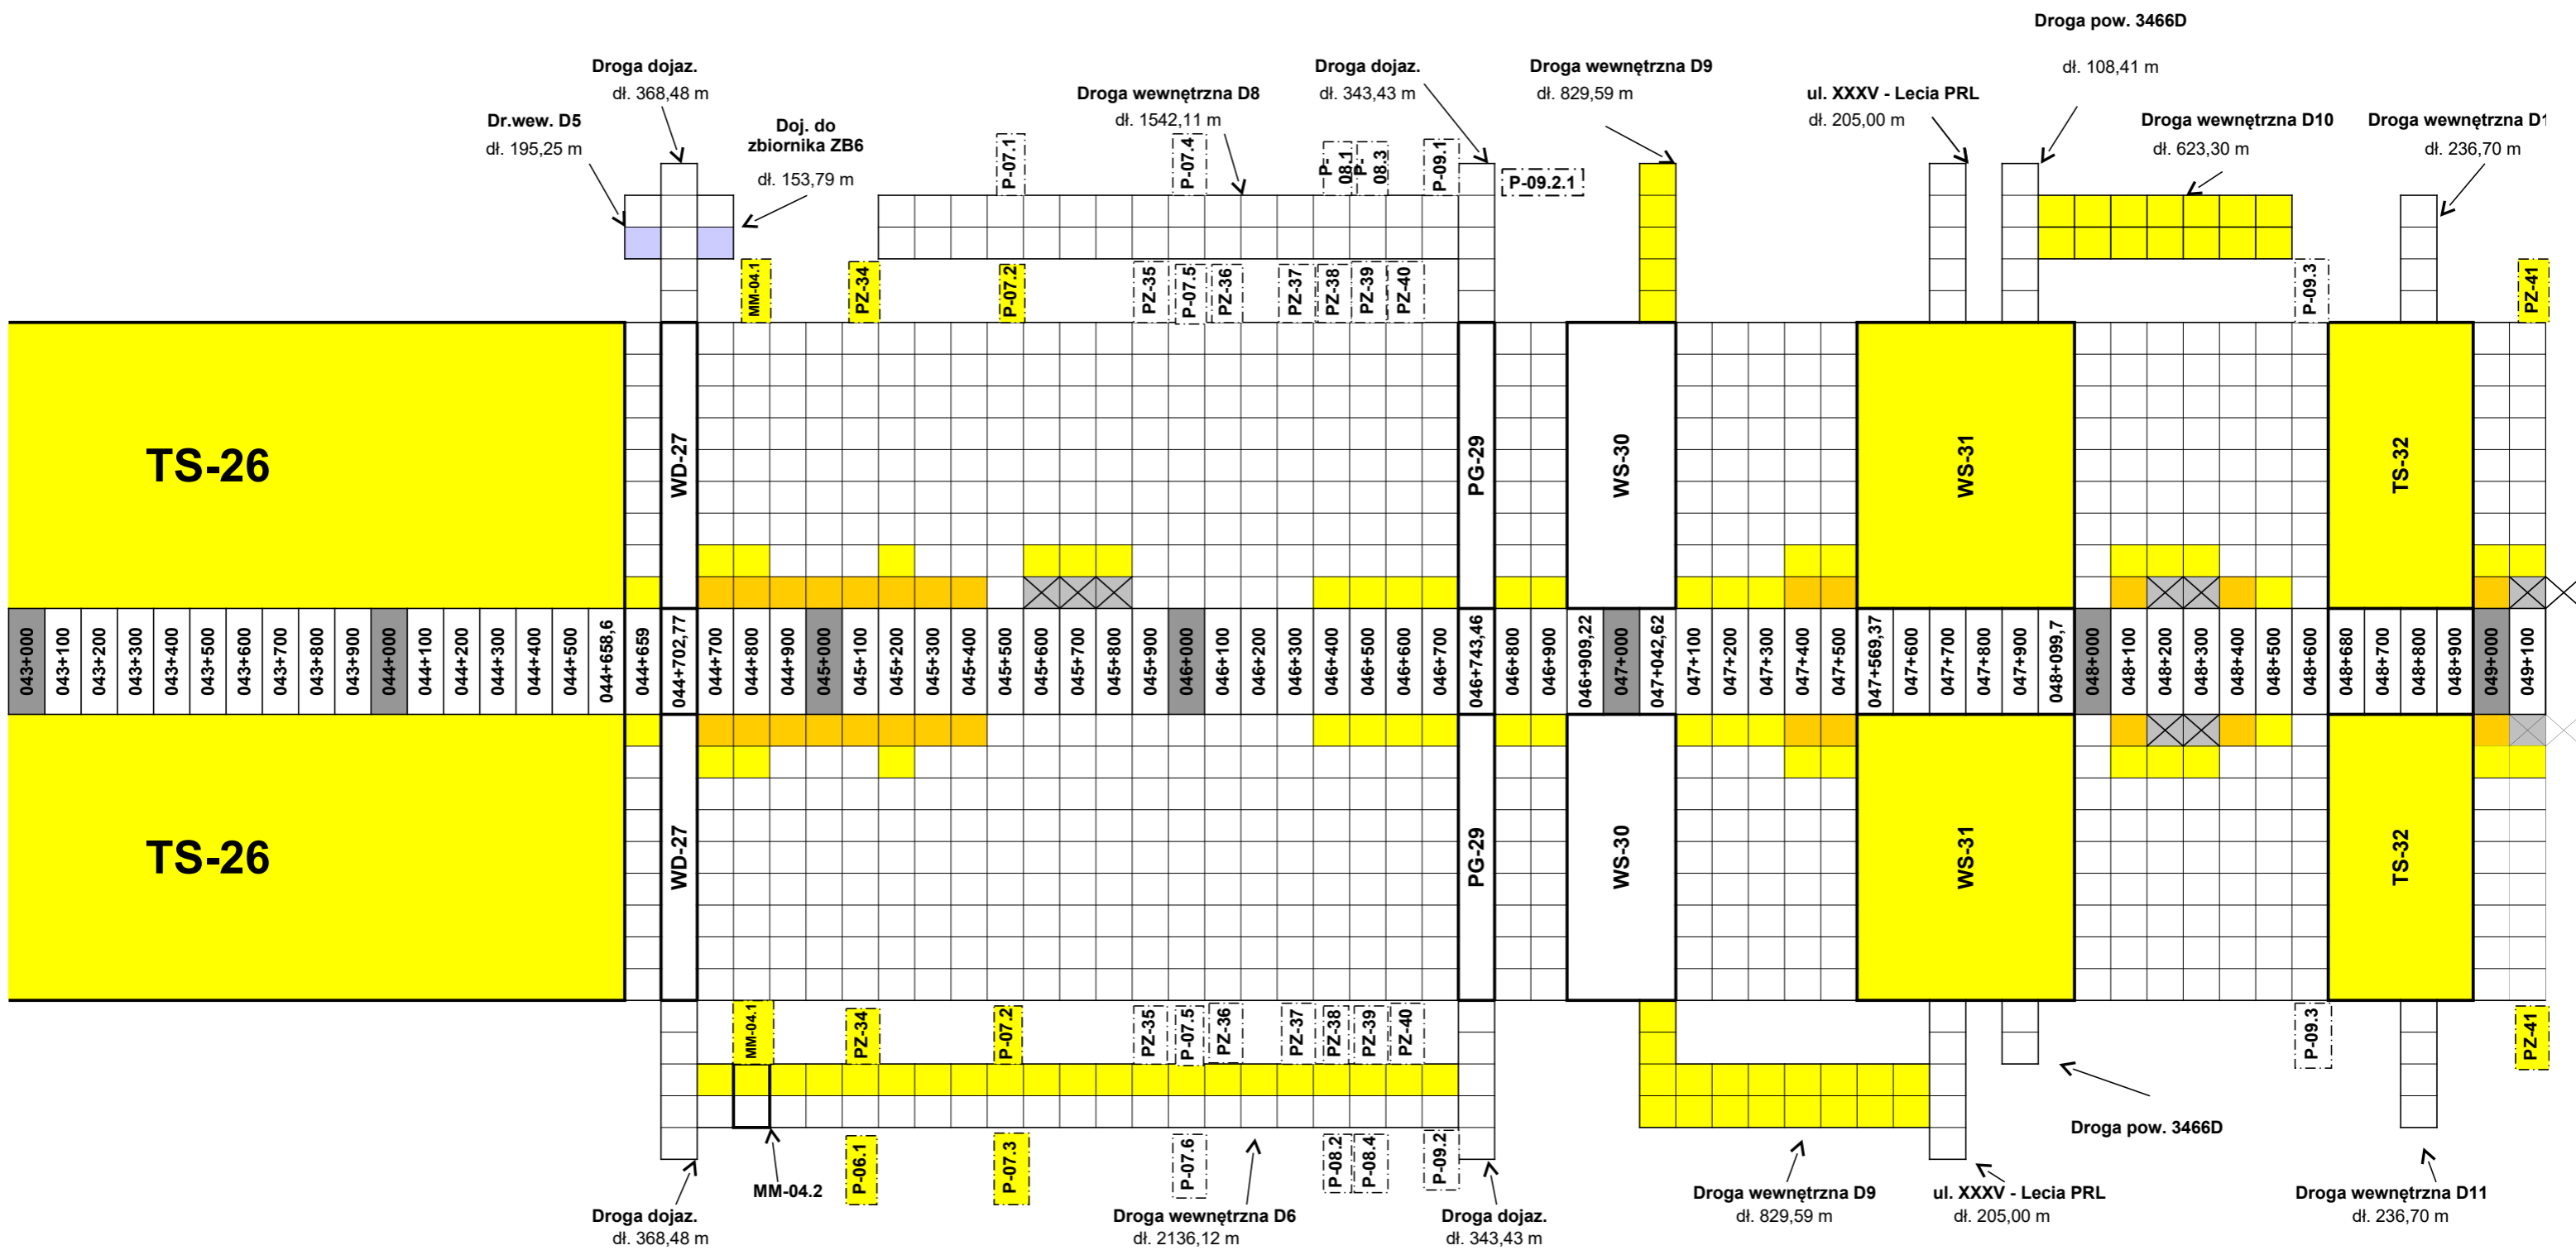 Droga pow. 3466D
dł. 108,41 m
Droga dojaz.
dł. 368,48 m
Droga wewnętrzna D8
dł. 1542,11 m
Droga dojaz.
dł. 343,43 m
Droga wewnętrzna D9
dł. 829,59 m
ul. XXXV - Lecia PRL
dł. 205,00 m
Dr.wew. D5
dł. 195,25 m
Doj. do
zbiornika ZB6
dł. 153,79 m
Droga wewnętrzna D10
dł. 623,30 m
Droga wewnętrzna D1
dł. 236,70 m
P-07.1
P-07.4
P-
08.1
P-
08.3
P-09.1
P-09.2.1
MM-04.1
PZ-34
P-07.2
PZ-35
P-07.5
PZ-36
PZ-37
PZ-38
PZ-39
PZ-40
P-09.3
PZ-41
TS-26
WD-27
PG-29
WS-30
WS-31
TS-32
043+000
043+100
043+200
043+300
043+400
043+500
043+600
043+700
043+800
043+900
044+000
044+100
044+200
044+300
044+400
044+500
044+658,6
044+659
044+702,77
044+700
044+800
044+900
045+000
045+100
045+200
045+300
045+400
045+500
045+600
045+700
045+800
045+900
046+000
046+100
046+200
046+300
046+400
046+500
046+600
046+700
046+743,46
046+800
046+900
046+909,22
047+000
047+042,62
047+100
047+200
047+300
047+400
047+500
047+569,37
047+600
047+700
047+800
047+900
048+099,7
048+000
048+100
048+200
048+300
048+400
048+500
048+600
048+680
048+700
048+800
048+900
049+000
049+100
TS-26
WD-27
PG-29
WS-30
WS-31
TS-32
MM-04.1
PZ-34
P-07.2
PZ-35
P-07.5
PZ-36
PZ-37
PZ-38
PZ-39
PZ-40
P-09.3
PZ-41
P-06.1
P-07.3
P-07.6
P-08.2
P-08.4
P-09.2
Droga pow. 3466D
MM-04.2
Droga dojaz.
dł. 368,48 m
Droga wewnętrzna D6
dł. 2136,12 m
Droga dojaz.
dł. 343,43 m
Droga wewnętrzna D9
dł. 829,59 m
ul. XXXV - Lecia PRL
dł. 205,00 m
Droga wewnętrzna D11
dł. 236,70 m